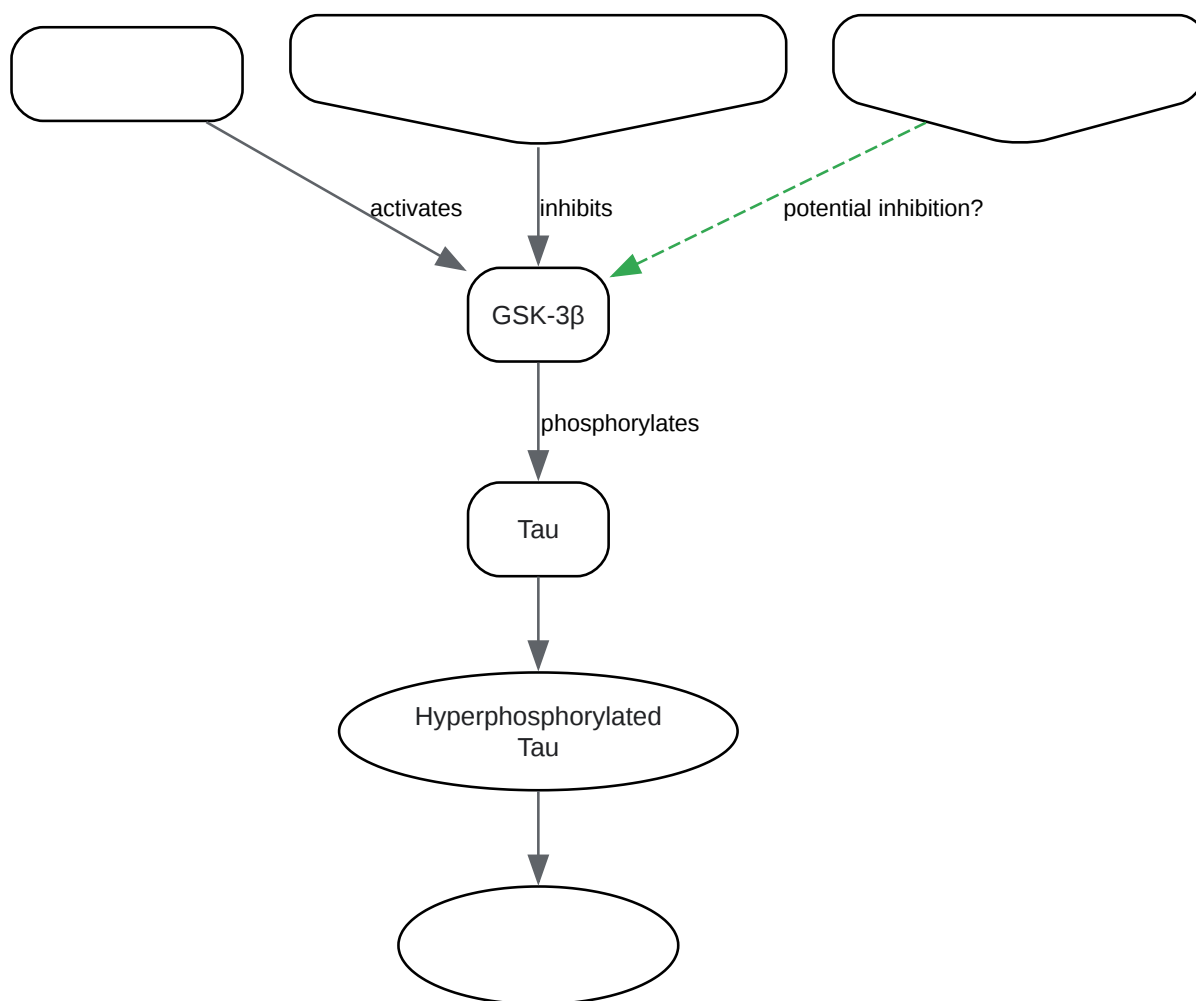 activates
inhibits
potential inhibition?
GSK-3β
phosphorylates
Tau
Hyperphosphorylated
Tau